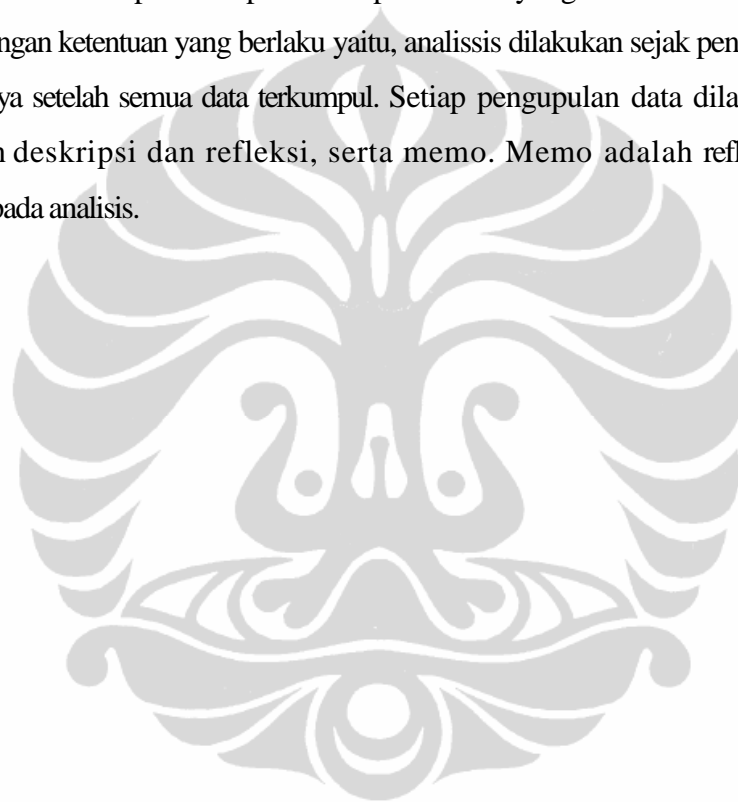 ngan ketentuan yang berlaku yaitu, analissis dilakukan sejak pen
ya setelah semua data terkumpul. Setiap pengupulan data dila
n deskripsi dan refleksi, serta memo. Memo adalah refl
pada analisis.